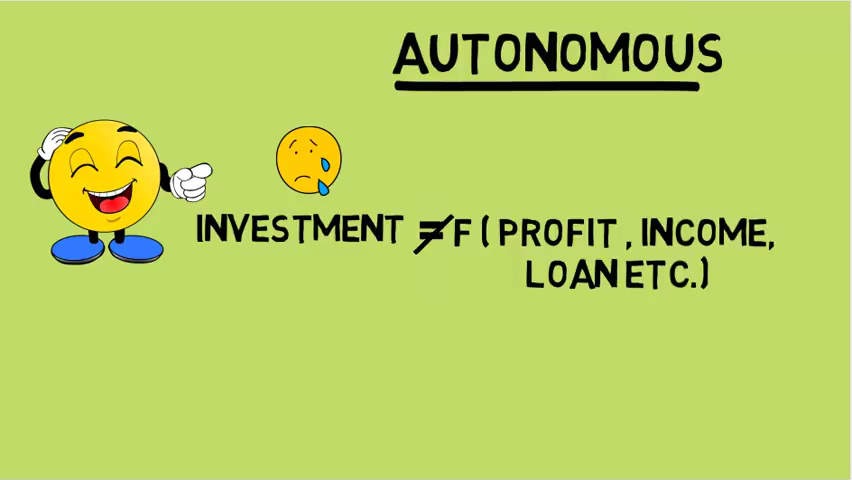 AUTONOMOUS
INVESTMENT ≠ F ( PROFIT , INCOME,
LOAN ETC.)